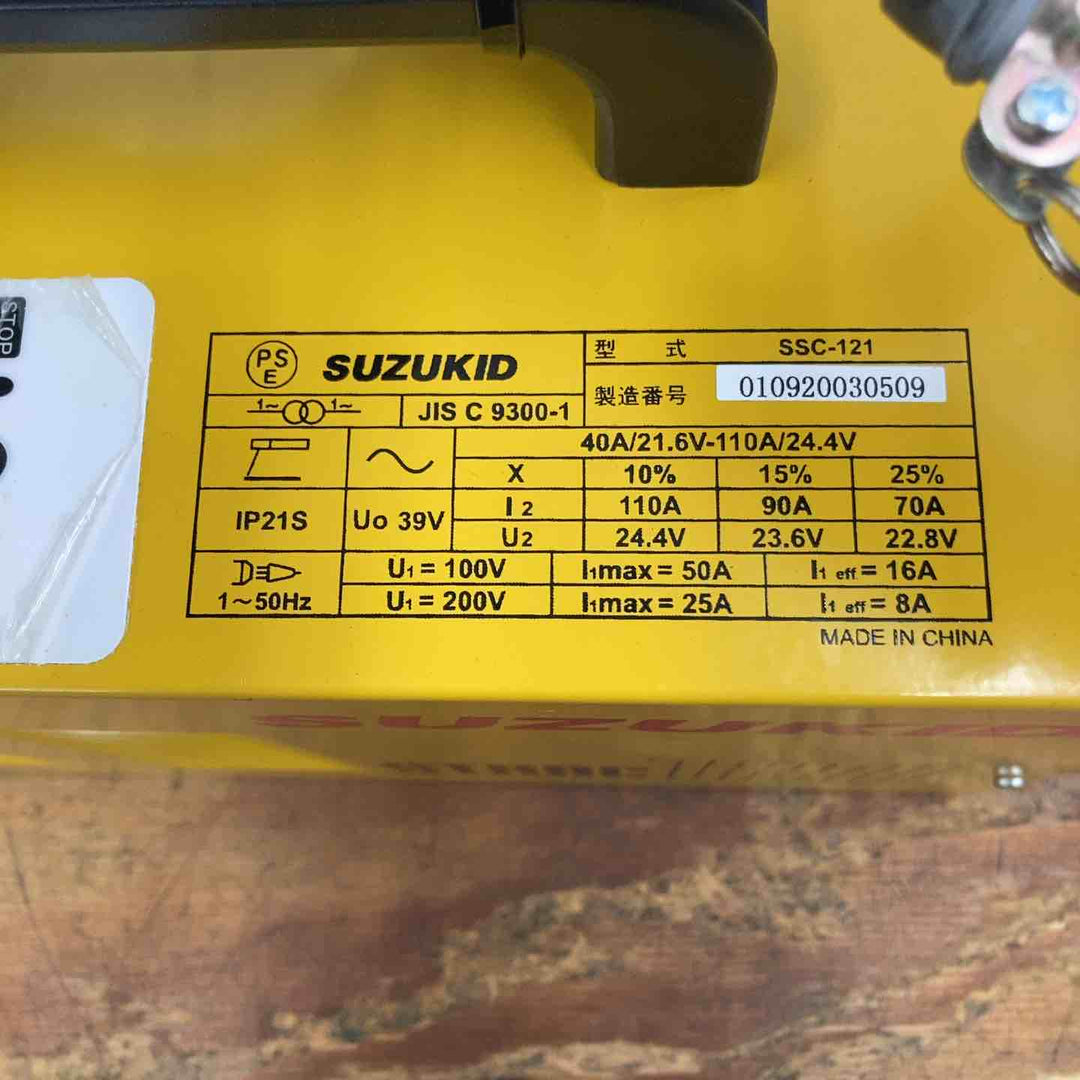 STOP
PSE SUZUKID 型 式 SSC-121
製造番号 010920030509
1~ 1~ JIS C 9300-1
40A/21.6V-110A/24.4V
X 10% 15% 25%
IP21S Uo 39V I2 110A 90A 70A
U2 24.4V 23.6V 22.8V
1~50Hz
U1 = 100V I1max = 50A I1 eff = 16A
U1 = 200V I1max = 25A I1 eff = 8A
MADE IN CHINA
SUZUKID